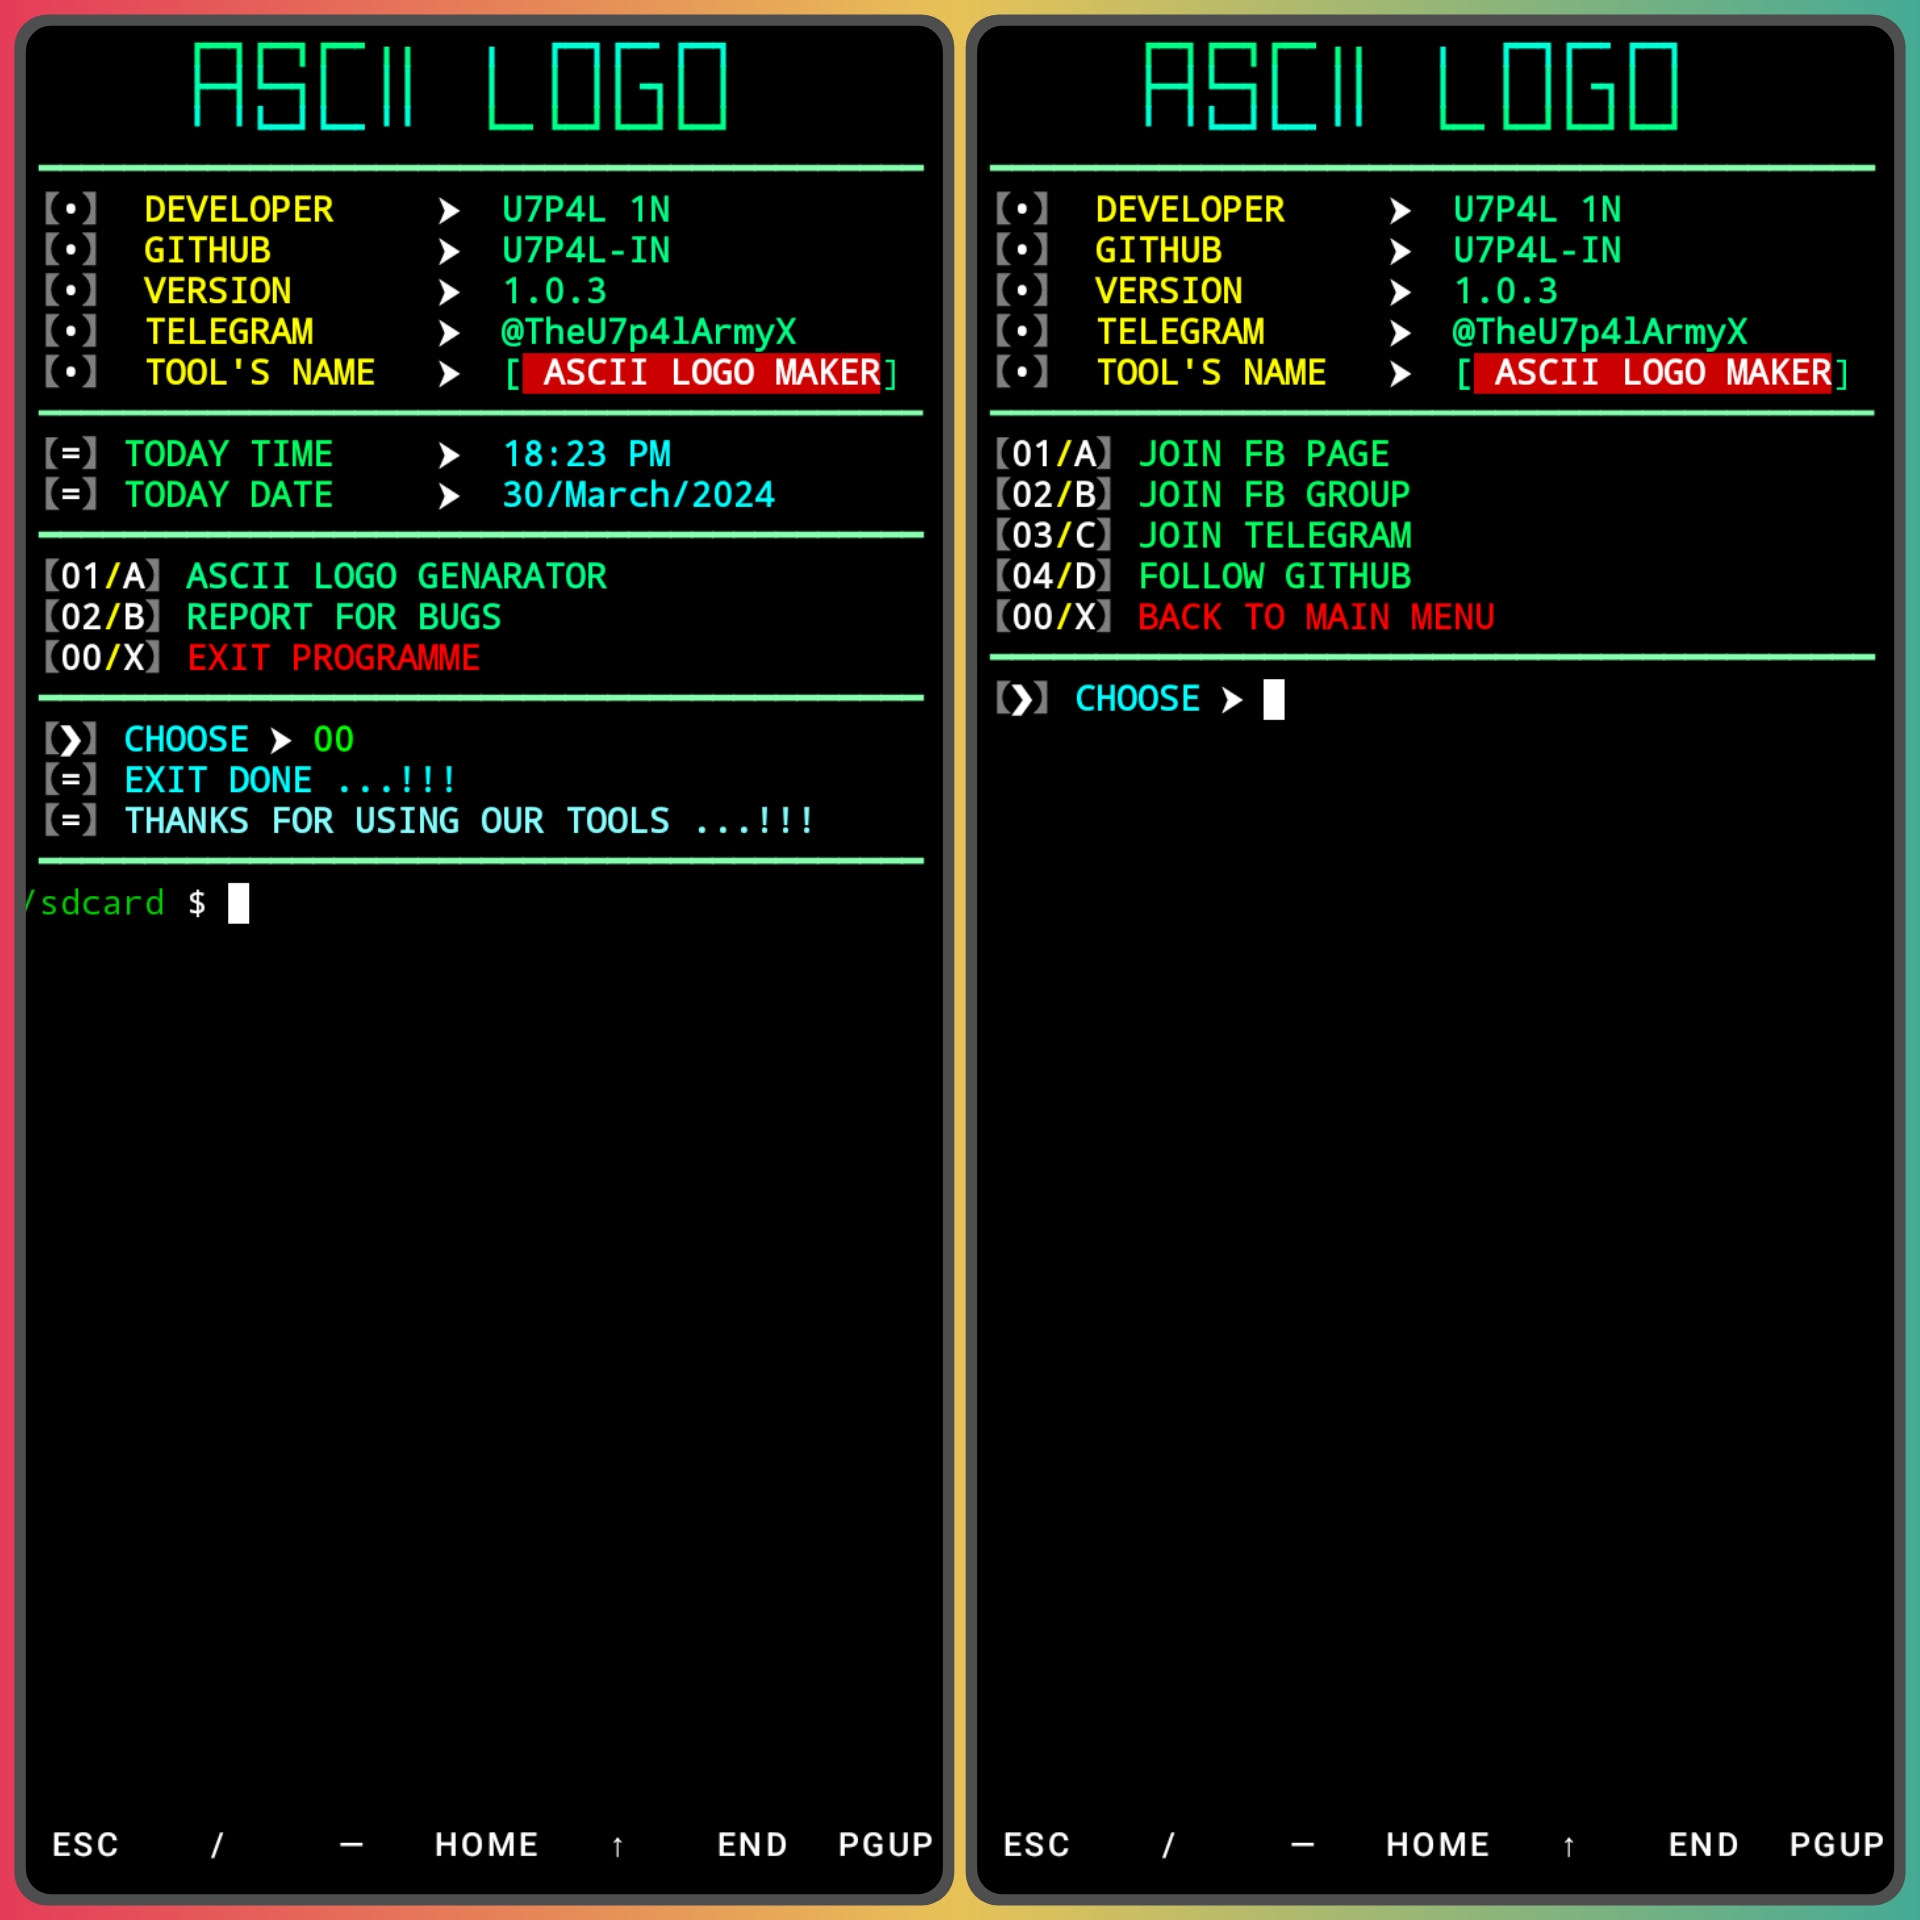 ASCII LOGO
【•】 DEVELOPER ➤ U7P4L 1N
【•】 GITHUB ➤ U7P4L-IN
【•】 VERSION ➤ 1.0.3
【•】 TELEGRAM ➤ @TheU7p4lArmyX
【•】 TOOL'S NAME ➤ [ ASCII LOGO MAKER]
【=】 TODAY TIME ➤ 18:23 PM
【=】 TODAY DATE ➤ 30/March/2024
【01/A】 ASCII LOGO GENARATOR
【02/B】 REPORT FOR BUGS
【00/X】 EXIT PROGRAMME
【❯】 CHOOSE ➤ 00
【=】 EXIT DONE ...!!!
【=】 THANKS FOR USING OUR TOOLS ...!!!
/sdcard $
ESC / — HOME ↑ END PGUP
ASCII LOGO
【•】 DEVELOPER ➤ U7P4L 1N
【•】 GITHUB ➤ U7P4L-IN
【•】 VERSION ➤ 1.0.3
【•】 TELEGRAM ➤ @TheU7p4lArmyX
【•】 TOOL'S NAME ➤ [ ASCII LOGO MAKER]
【01/A】 JOIN FB PAGE
【02/B】 JOIN FB GROUP
【03/C】 JOIN TELEGRAM
【04/D】 FOLLOW GITHUB
【00/X】 BACK TO MAIN MENU
【❯】 CHOOSE ➤
ESC / — HOME ↑ END PGUP